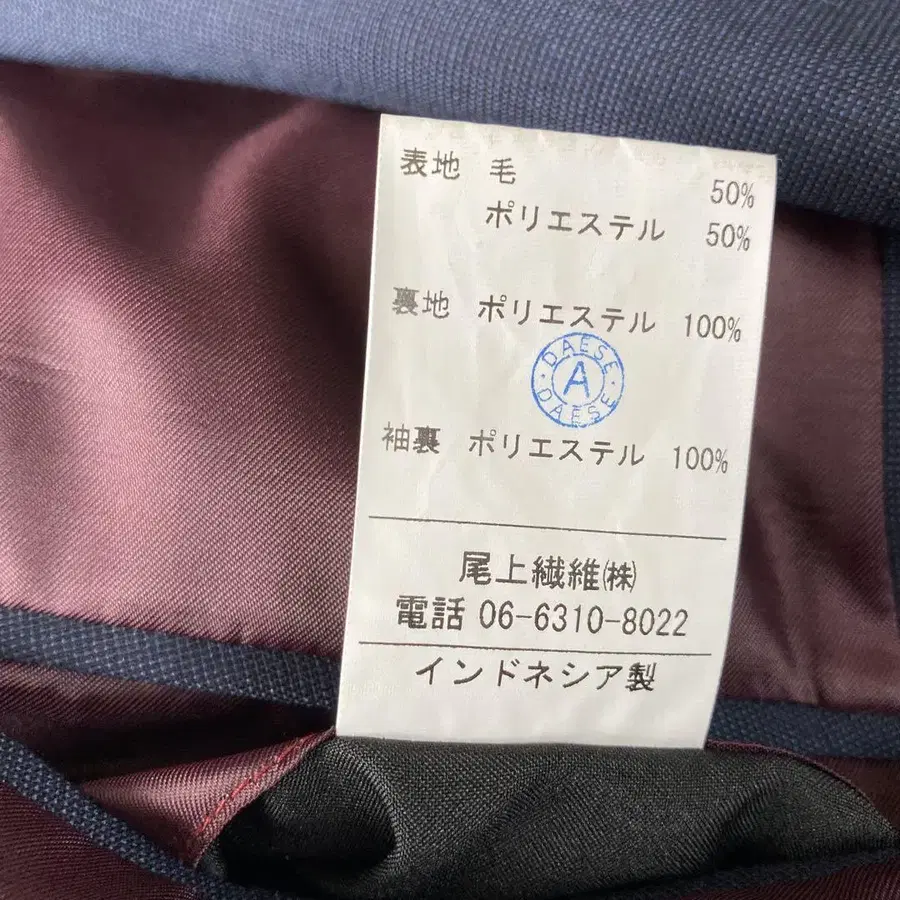 表地 毛 50%
ポリエステル 50%
裏地 ポリエステル 100%
DAESE
A
DAESE
袖裏 ポリエステル 100%
尾上繊維㈱
電話 06-6310-8022
インドネシア製